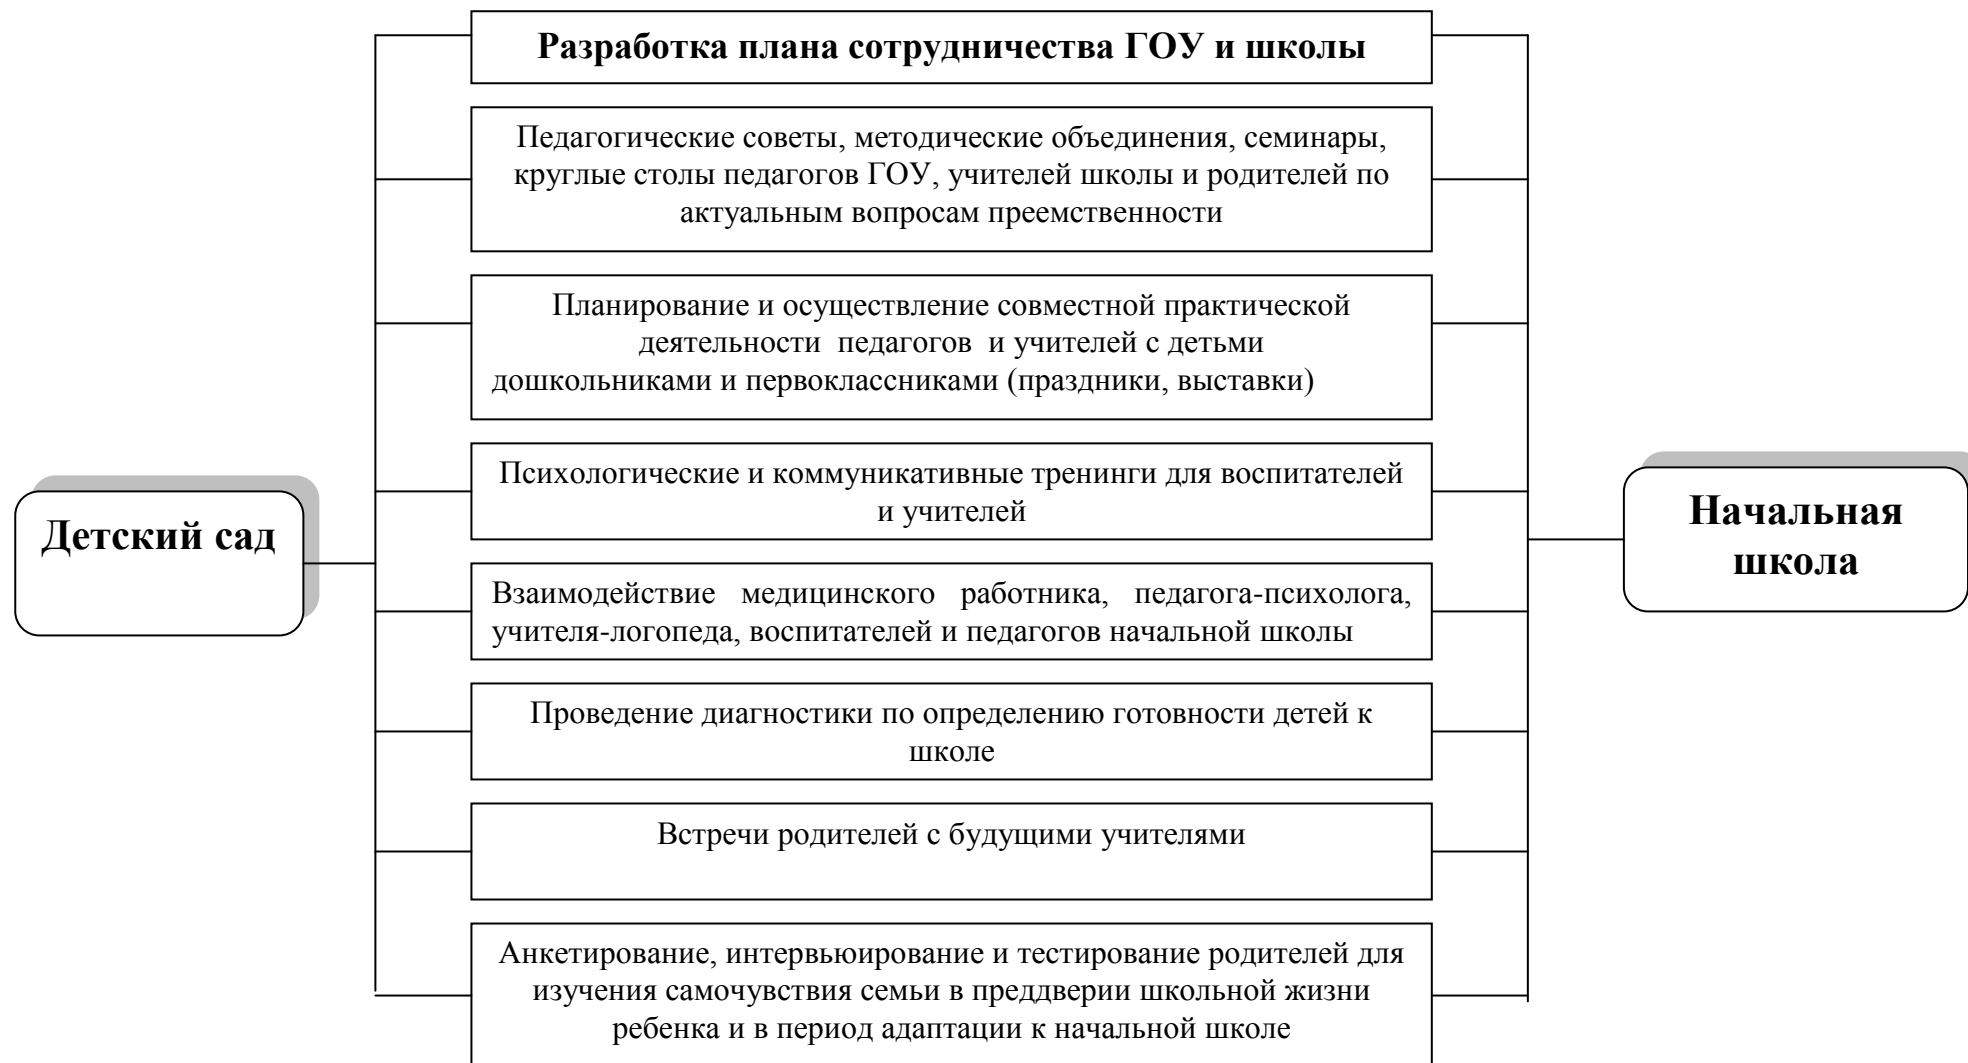 Разработка плана сотрудничества ГОУ и школы
Педагогические советы, методические объединения, семинары,
круглые столы педагогов ГОУ, учителей школы и родителей по
актуальным вопросам преемственности
Планирование и осуществление совместной практической
деятельности педагогов и учителей с детьми
дошкольниками и первоклассниками (праздники, выставки)
Психологические и коммуникативные тренинги для воспитателей
и учителей
Детский сад
Начальная
школа
Взаимодействие медицинского работника, педагога-психолога,
учителя-логопеда, воспитателей и педагогов начальной школы
Проведение диагностики по определению готовности детей к
школе
Встречи родителей с будущими учителями
Анкетирование, интервьюирование и тестирование родителей для
изучения самочувствия семьи в преддверии школьной жизни
ребенка и в период адаптации к начальной школе